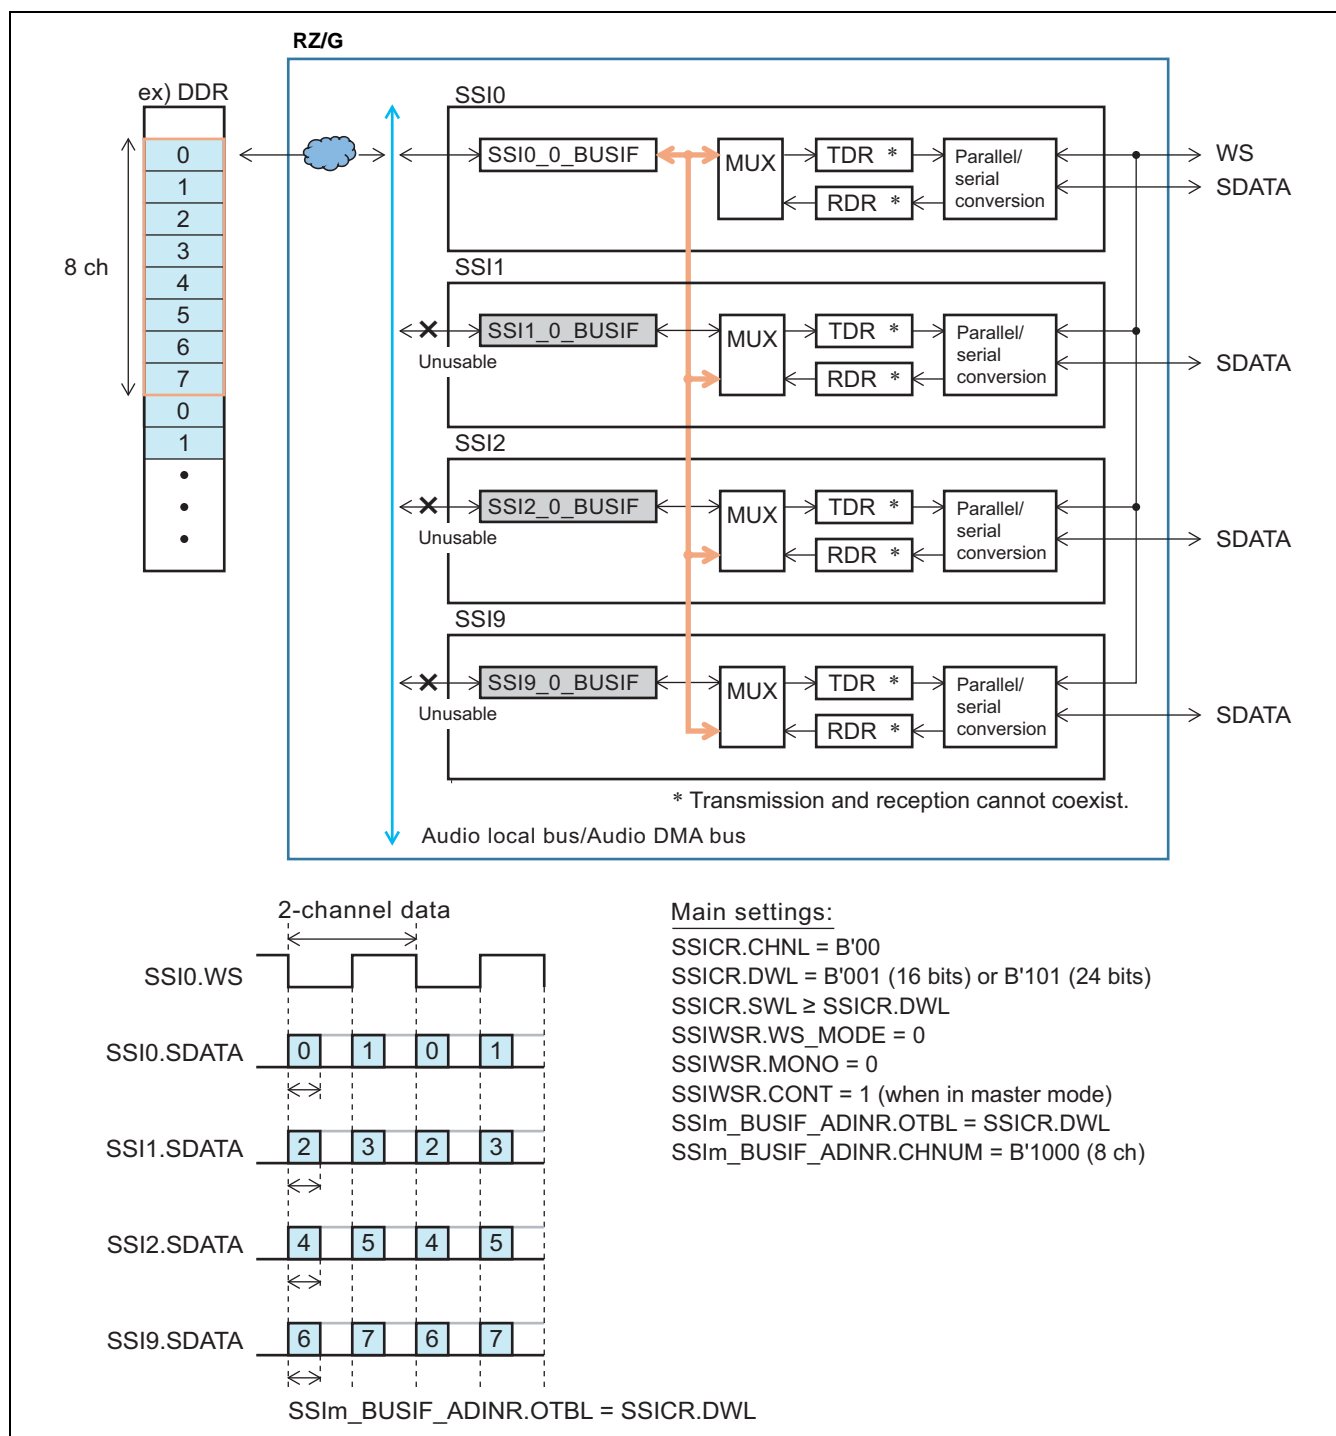 RZ/G
ex) DDR
8 ch
0
1
2
3
4
5
6
7
0
1
SSI0
SSI0_0_BUSIF
MUX
TDR *
RDR *
Parallel/
serial
conversion
WS
SDATA
SSI1
Unusable
SSI1_0_BUSIF
MUX
TDR *
RDR *
Parallel/
serial
conversion
SDATA
SSI2
Unusable
SSI2_0_BUSIF
MUX
TDR *
RDR *
Parallel/
serial
conversion
SDATA
SSI9
Unusable
SSI9_0_BUSIF
MUX
TDR *
RDR *
Parallel/
serial
conversion
SDATA
* Transmission and reception cannot coexist.
Audio local bus/Audio DMA bus
2-channel data
SSI0.WS
SSI0.SDATA 0 1 0 1
SSI1.SDATA 2 3 2 3
SSI2.SDATA 4 5 4 5
SSI9.SDATA 6 7 6 7
SSIm_BUSIF_ADINR.OTBL = SSICR.DWL
Main settings:
SSICR.CHNL = B'00
SSICR.DWL = B'001 (16 bits) or B'101 (24 bits)
SSICR.SWL ≥ SSICR.DWL
SSIWSR.WS_MODE = 0
SSIWSR.MONO = 0
SSIWSR.CONT = 1 (when in master mode)
SSIm_BUSIF_ADINR.OTBL = SSICR.DWL
SSIm_BUSIF_ADINR.CHNUM = B'1000 (8 ch)